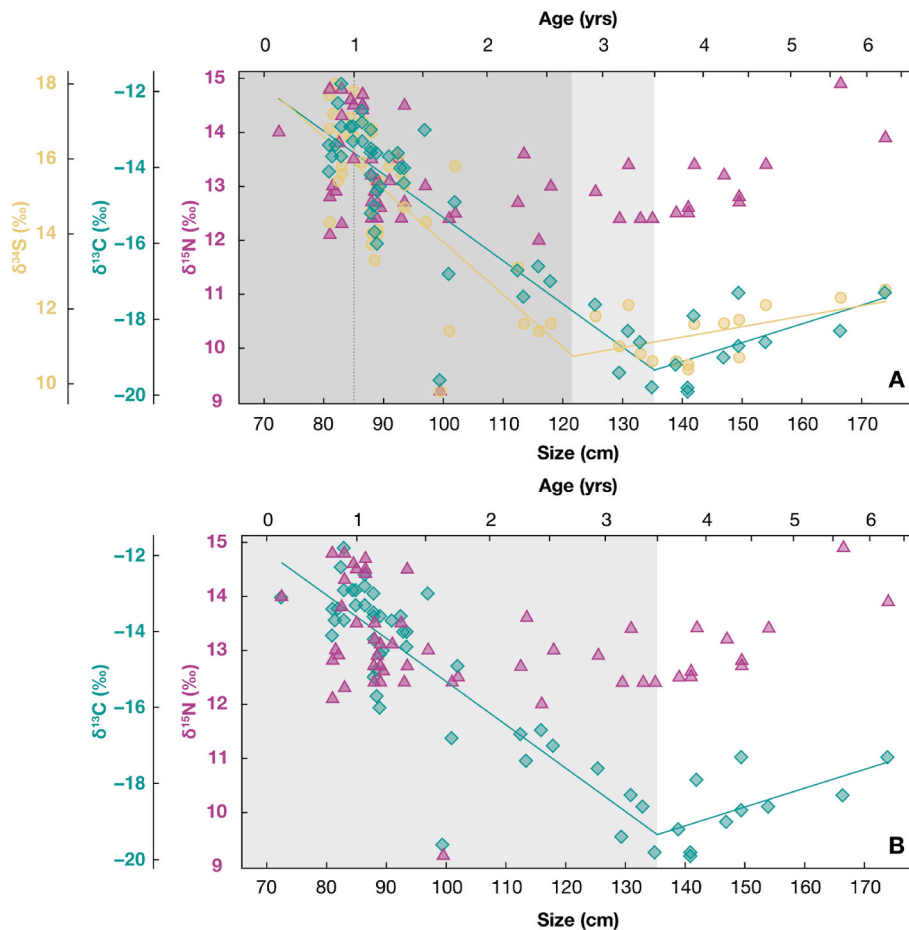 Age (yrs)
0 1 2 3 4 5 6
18 16 14 12 10
δ³⁴S (‰)
−12 −14 −16 −18 −20
δ¹³C (‰)
15 14 13 12 11 10 9
δ¹⁵N (‰)
A
70 80 90 100 110 120 130 140 150 160 170
Size (cm)
Age (yrs)
0 1 2 3 4 5 6
−12 −14 −16 −18 −20
δ¹³C (‰)
15 14 13 12 11 10 9
δ¹⁵N (‰)
B
70 80 90 100 110 120 130 140 150 160 170
Size (cm)